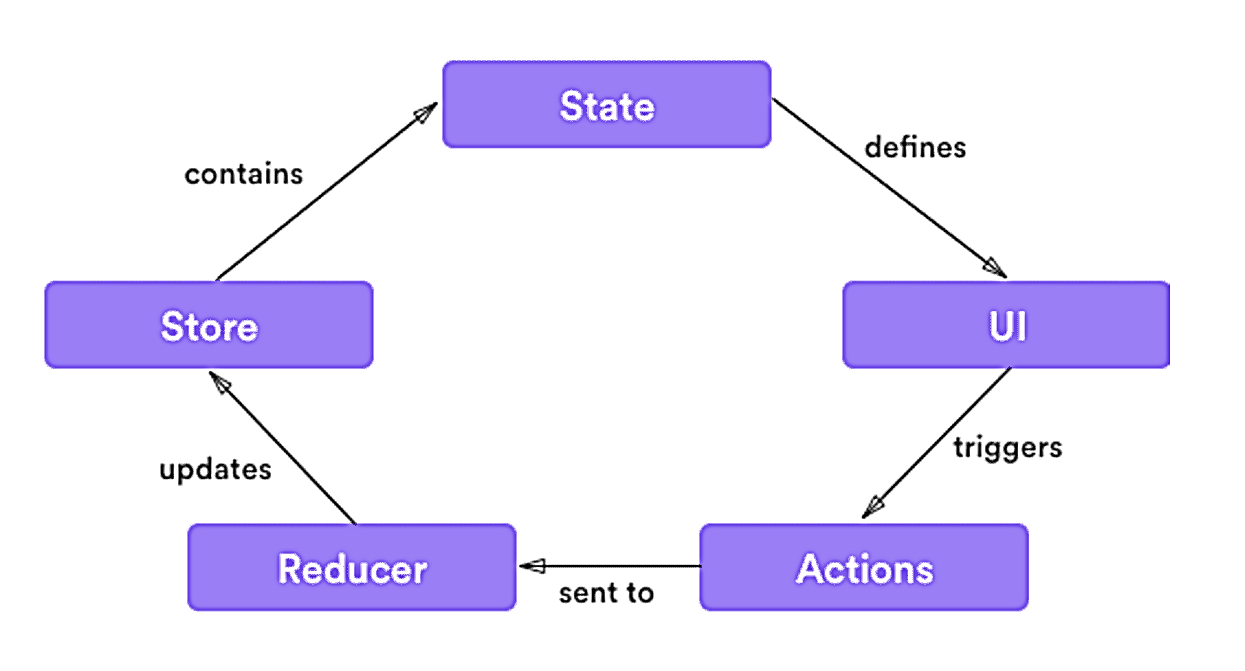 State
defines
contains
Store
UI
triggers
updates
Reducer
Actions
sent to